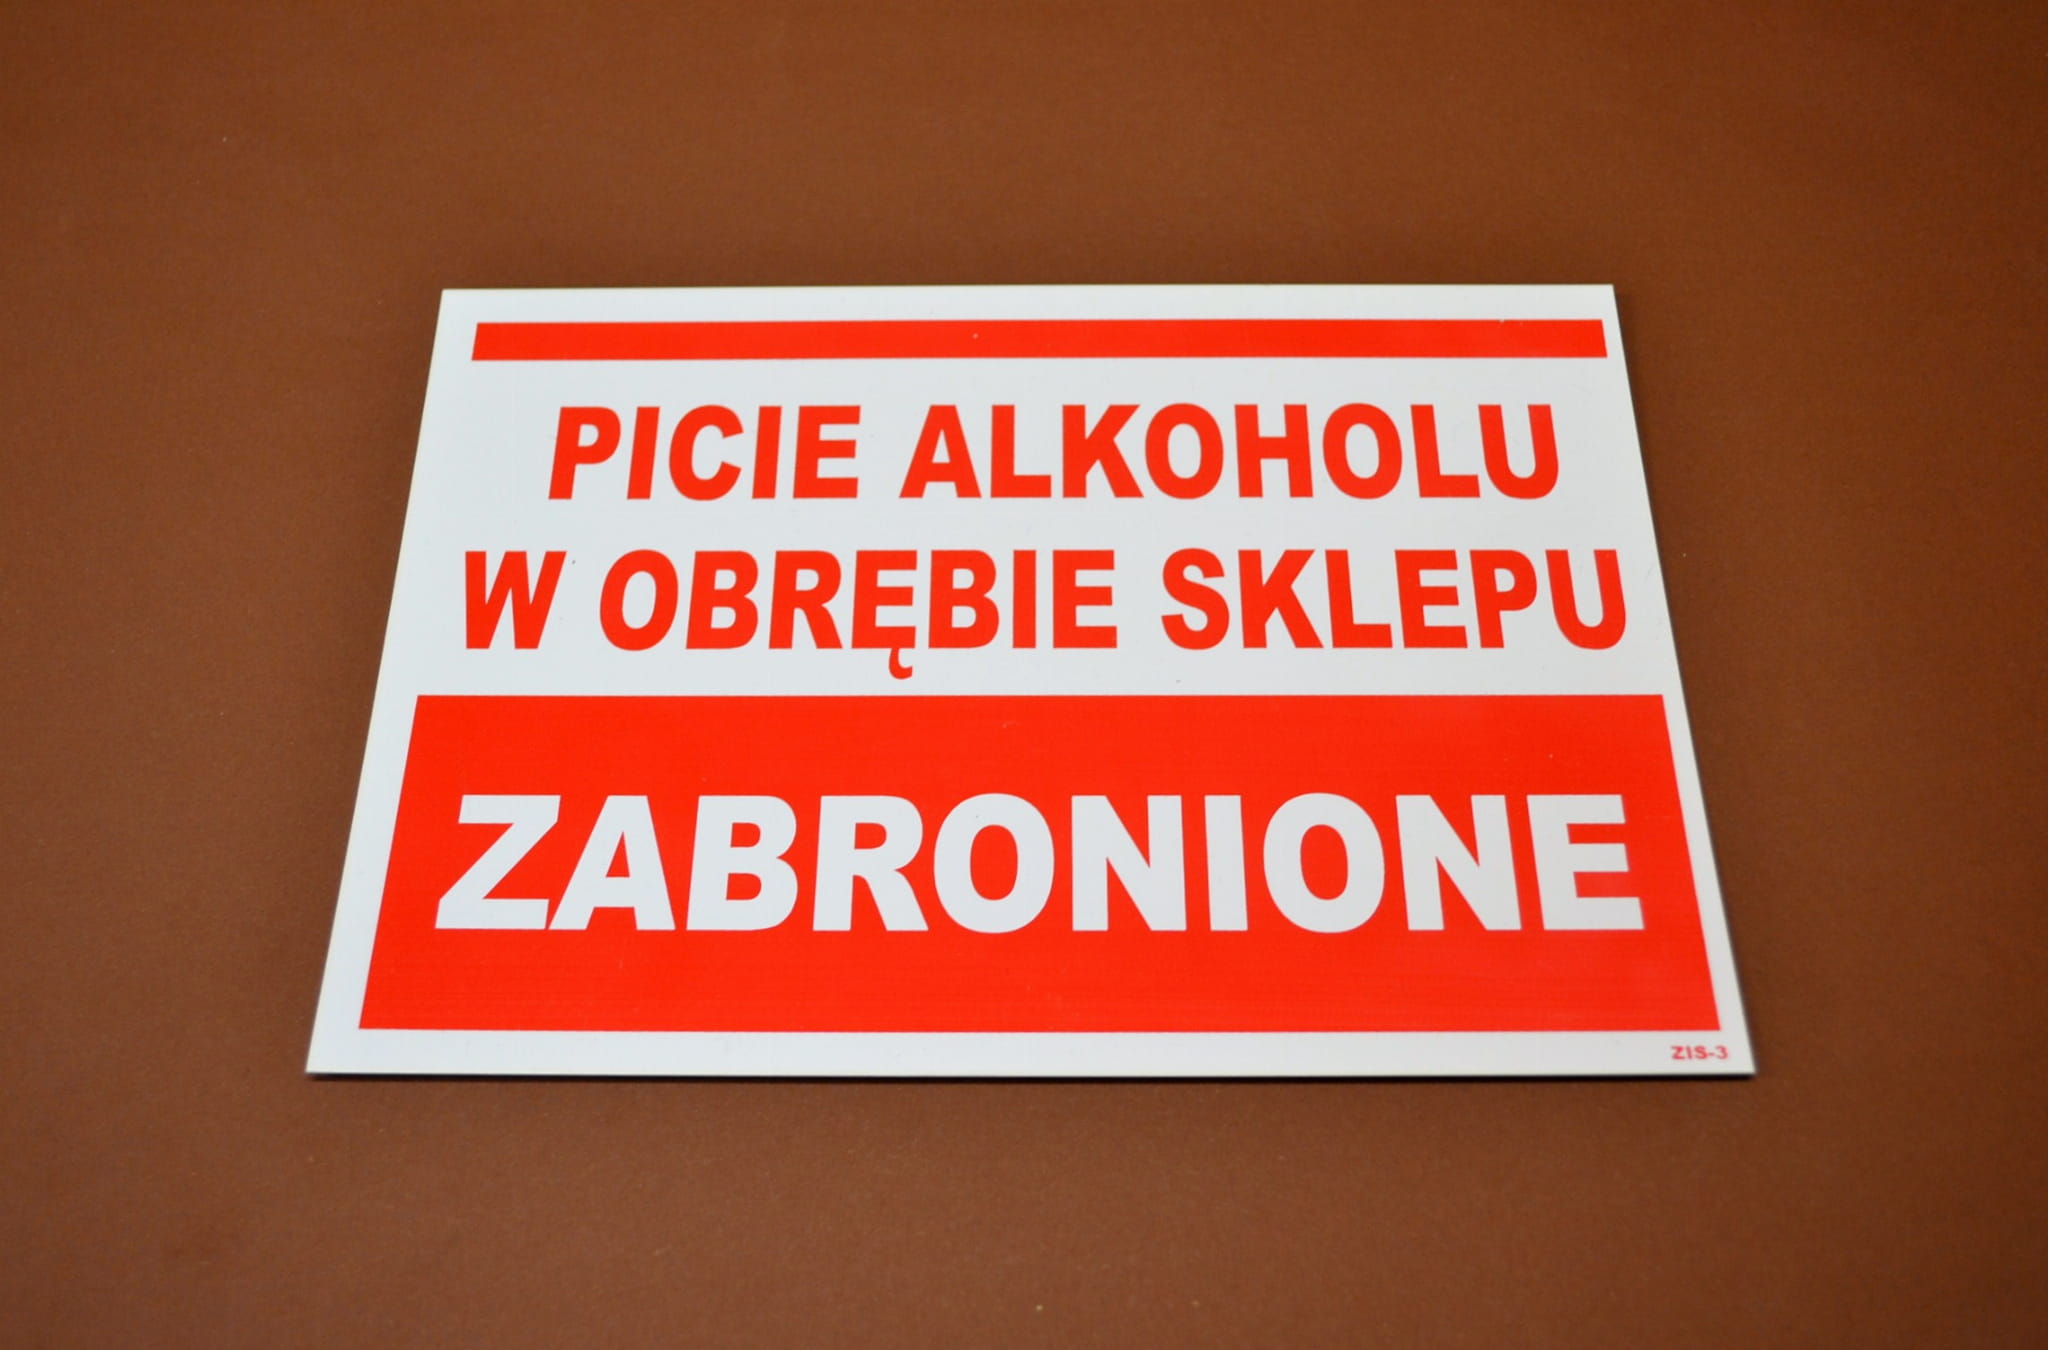 PICIE ALKOHOLU
W OBRĘBIE SKLEPU
ZABRONIONE
ZIS-3